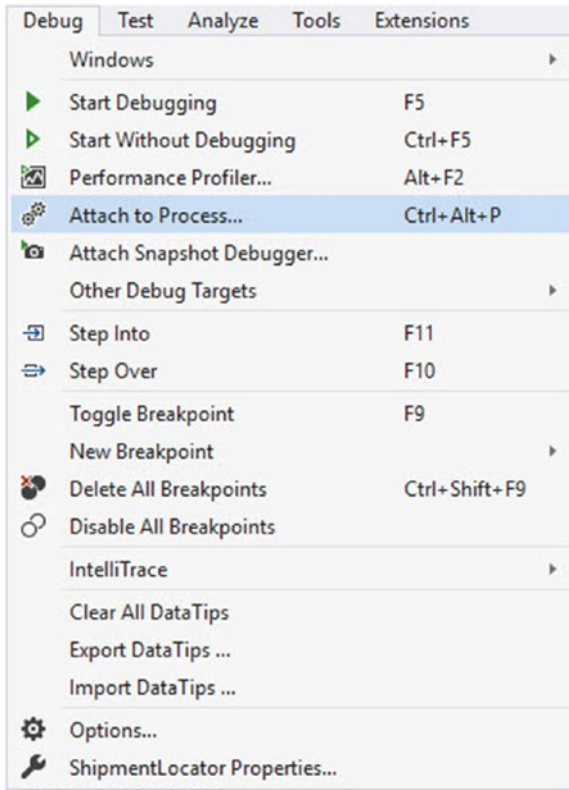 Debug Test Analyze Tools Extensions
Windows
Start Debugging F5
Start Without Debugging Ctrl+F5
Performance Profiler... Alt+F2
Attach to Process... Ctrl+Alt+P
Attach Snapshot Debugger...
Other Debug Targets
Step Into F11
Step Over F10
Toggle Breakpoint F9
New Breakpoint
Delete All Breakpoints Ctrl+Shift+F9
Disable All Breakpoints
IntelliTrace
Clear All DataTips
Export DataTips ...
Import DataTips ...
Options...
ShipmentLocator Properties...